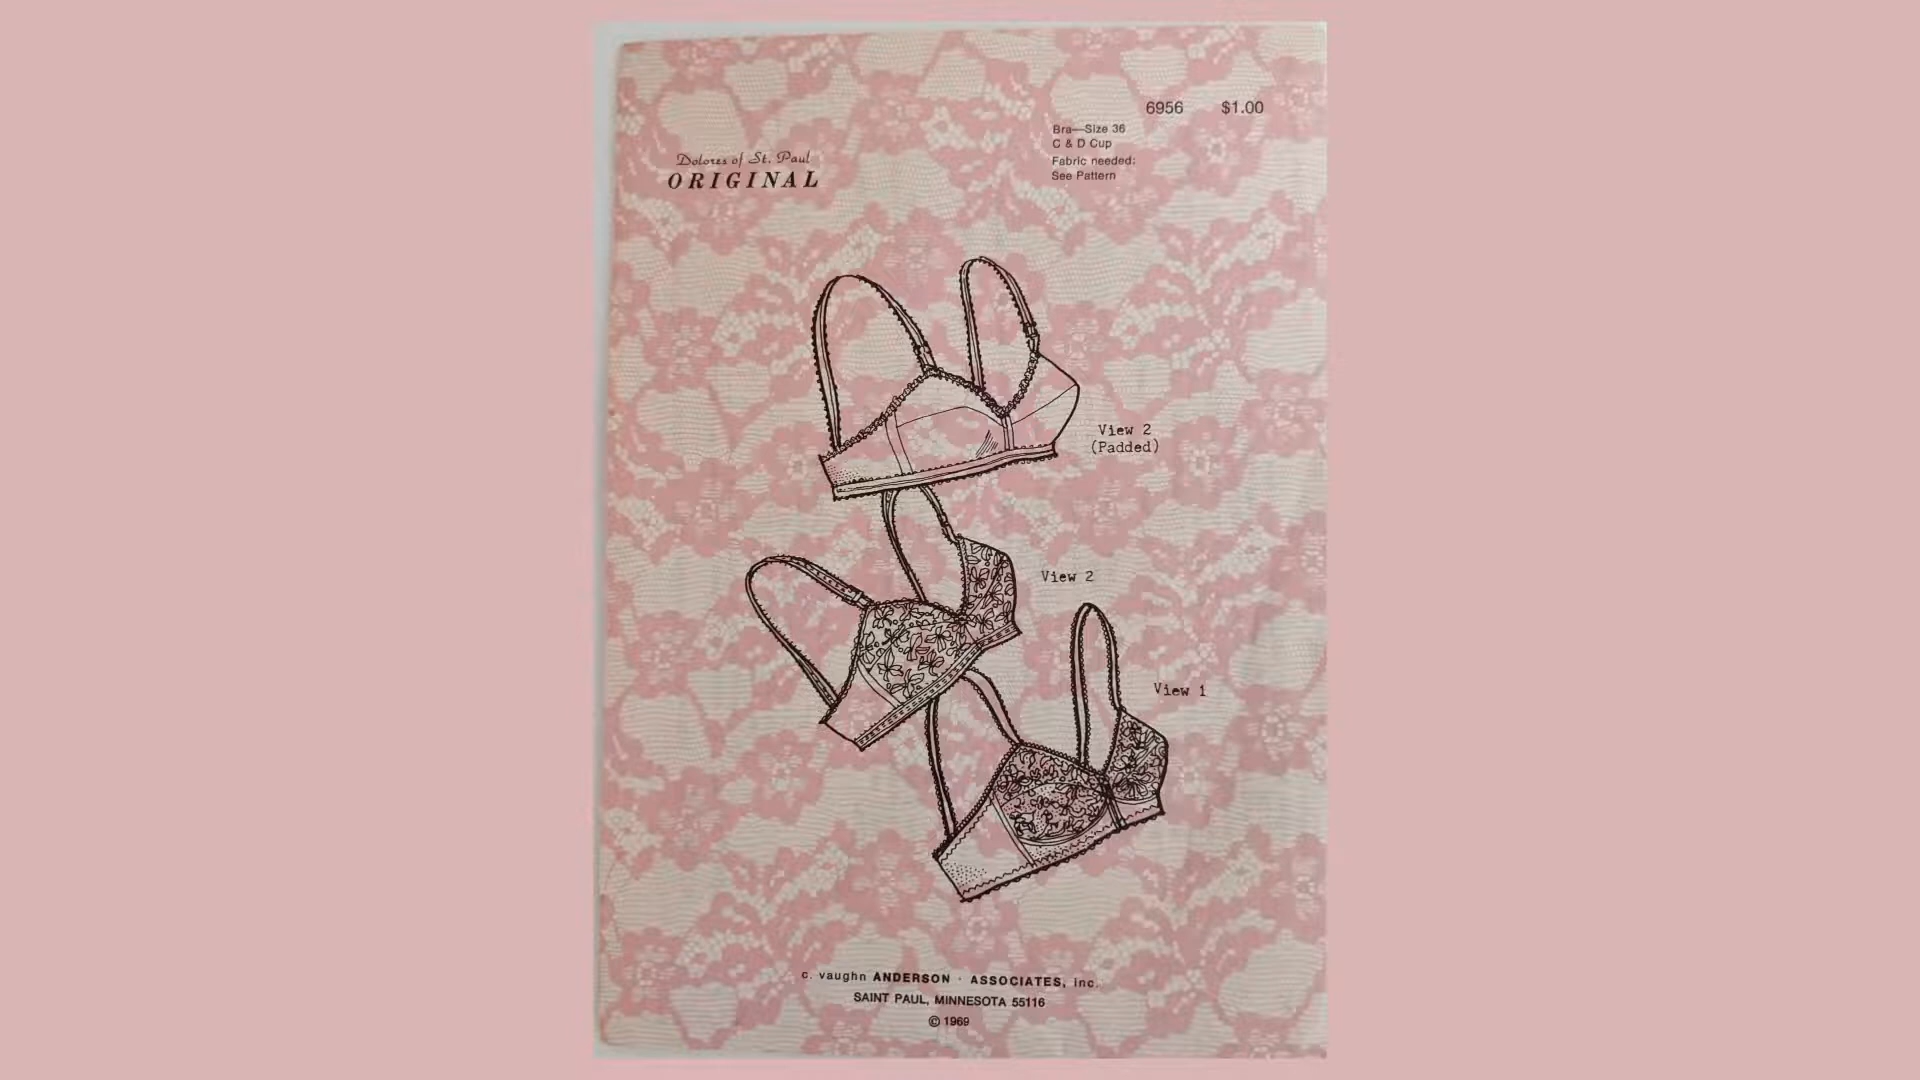 6956 $1.00
Bra—Size 36
C & D Cup
Fabric needed:
See Pattern
Dolores of St. Paul
ORIGINAL
View 2
(Padded)
View 2
View 1
c. vaughn ANDERSON · ASSOCIATES, inc.
SAINT PAUL, MINNESOTA 55116
© 1969